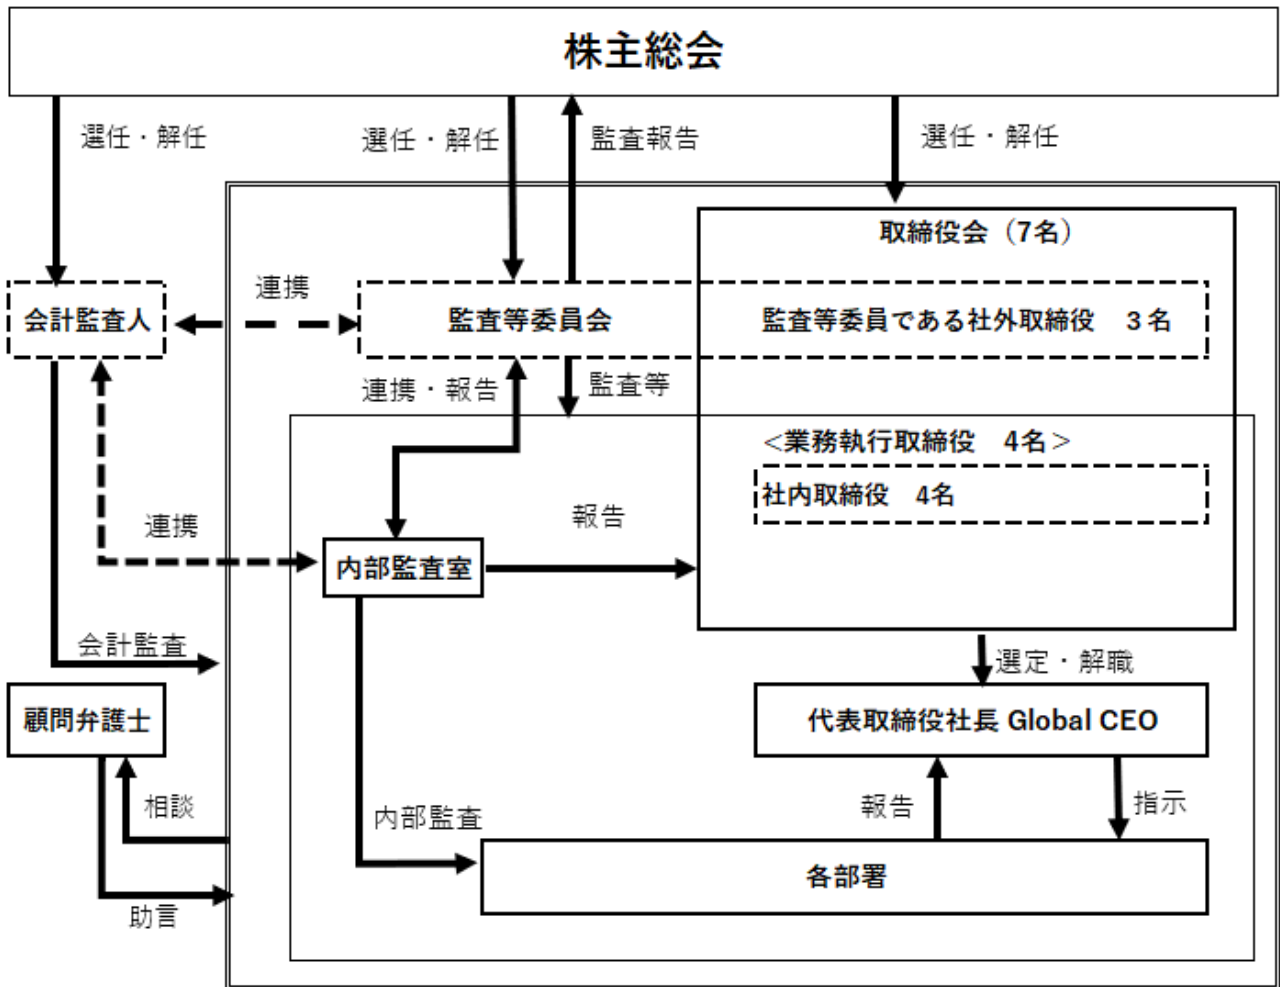 株主総会
選任・解任
選任・解任
監査報告
選任・解任
取締役会（7名）
連携
会計監査人
監査等委員会
監査等委員である社外取締役　３名
連携・報告
監査等
＜業務執行取締役　4名＞
社内取締役　4名
連携
報告
内部監査室
会計監査
選定・解職
顧問弁護士
代表取締役社長 Global CEO
相談
内部監査
報告
指示
各部署
助言